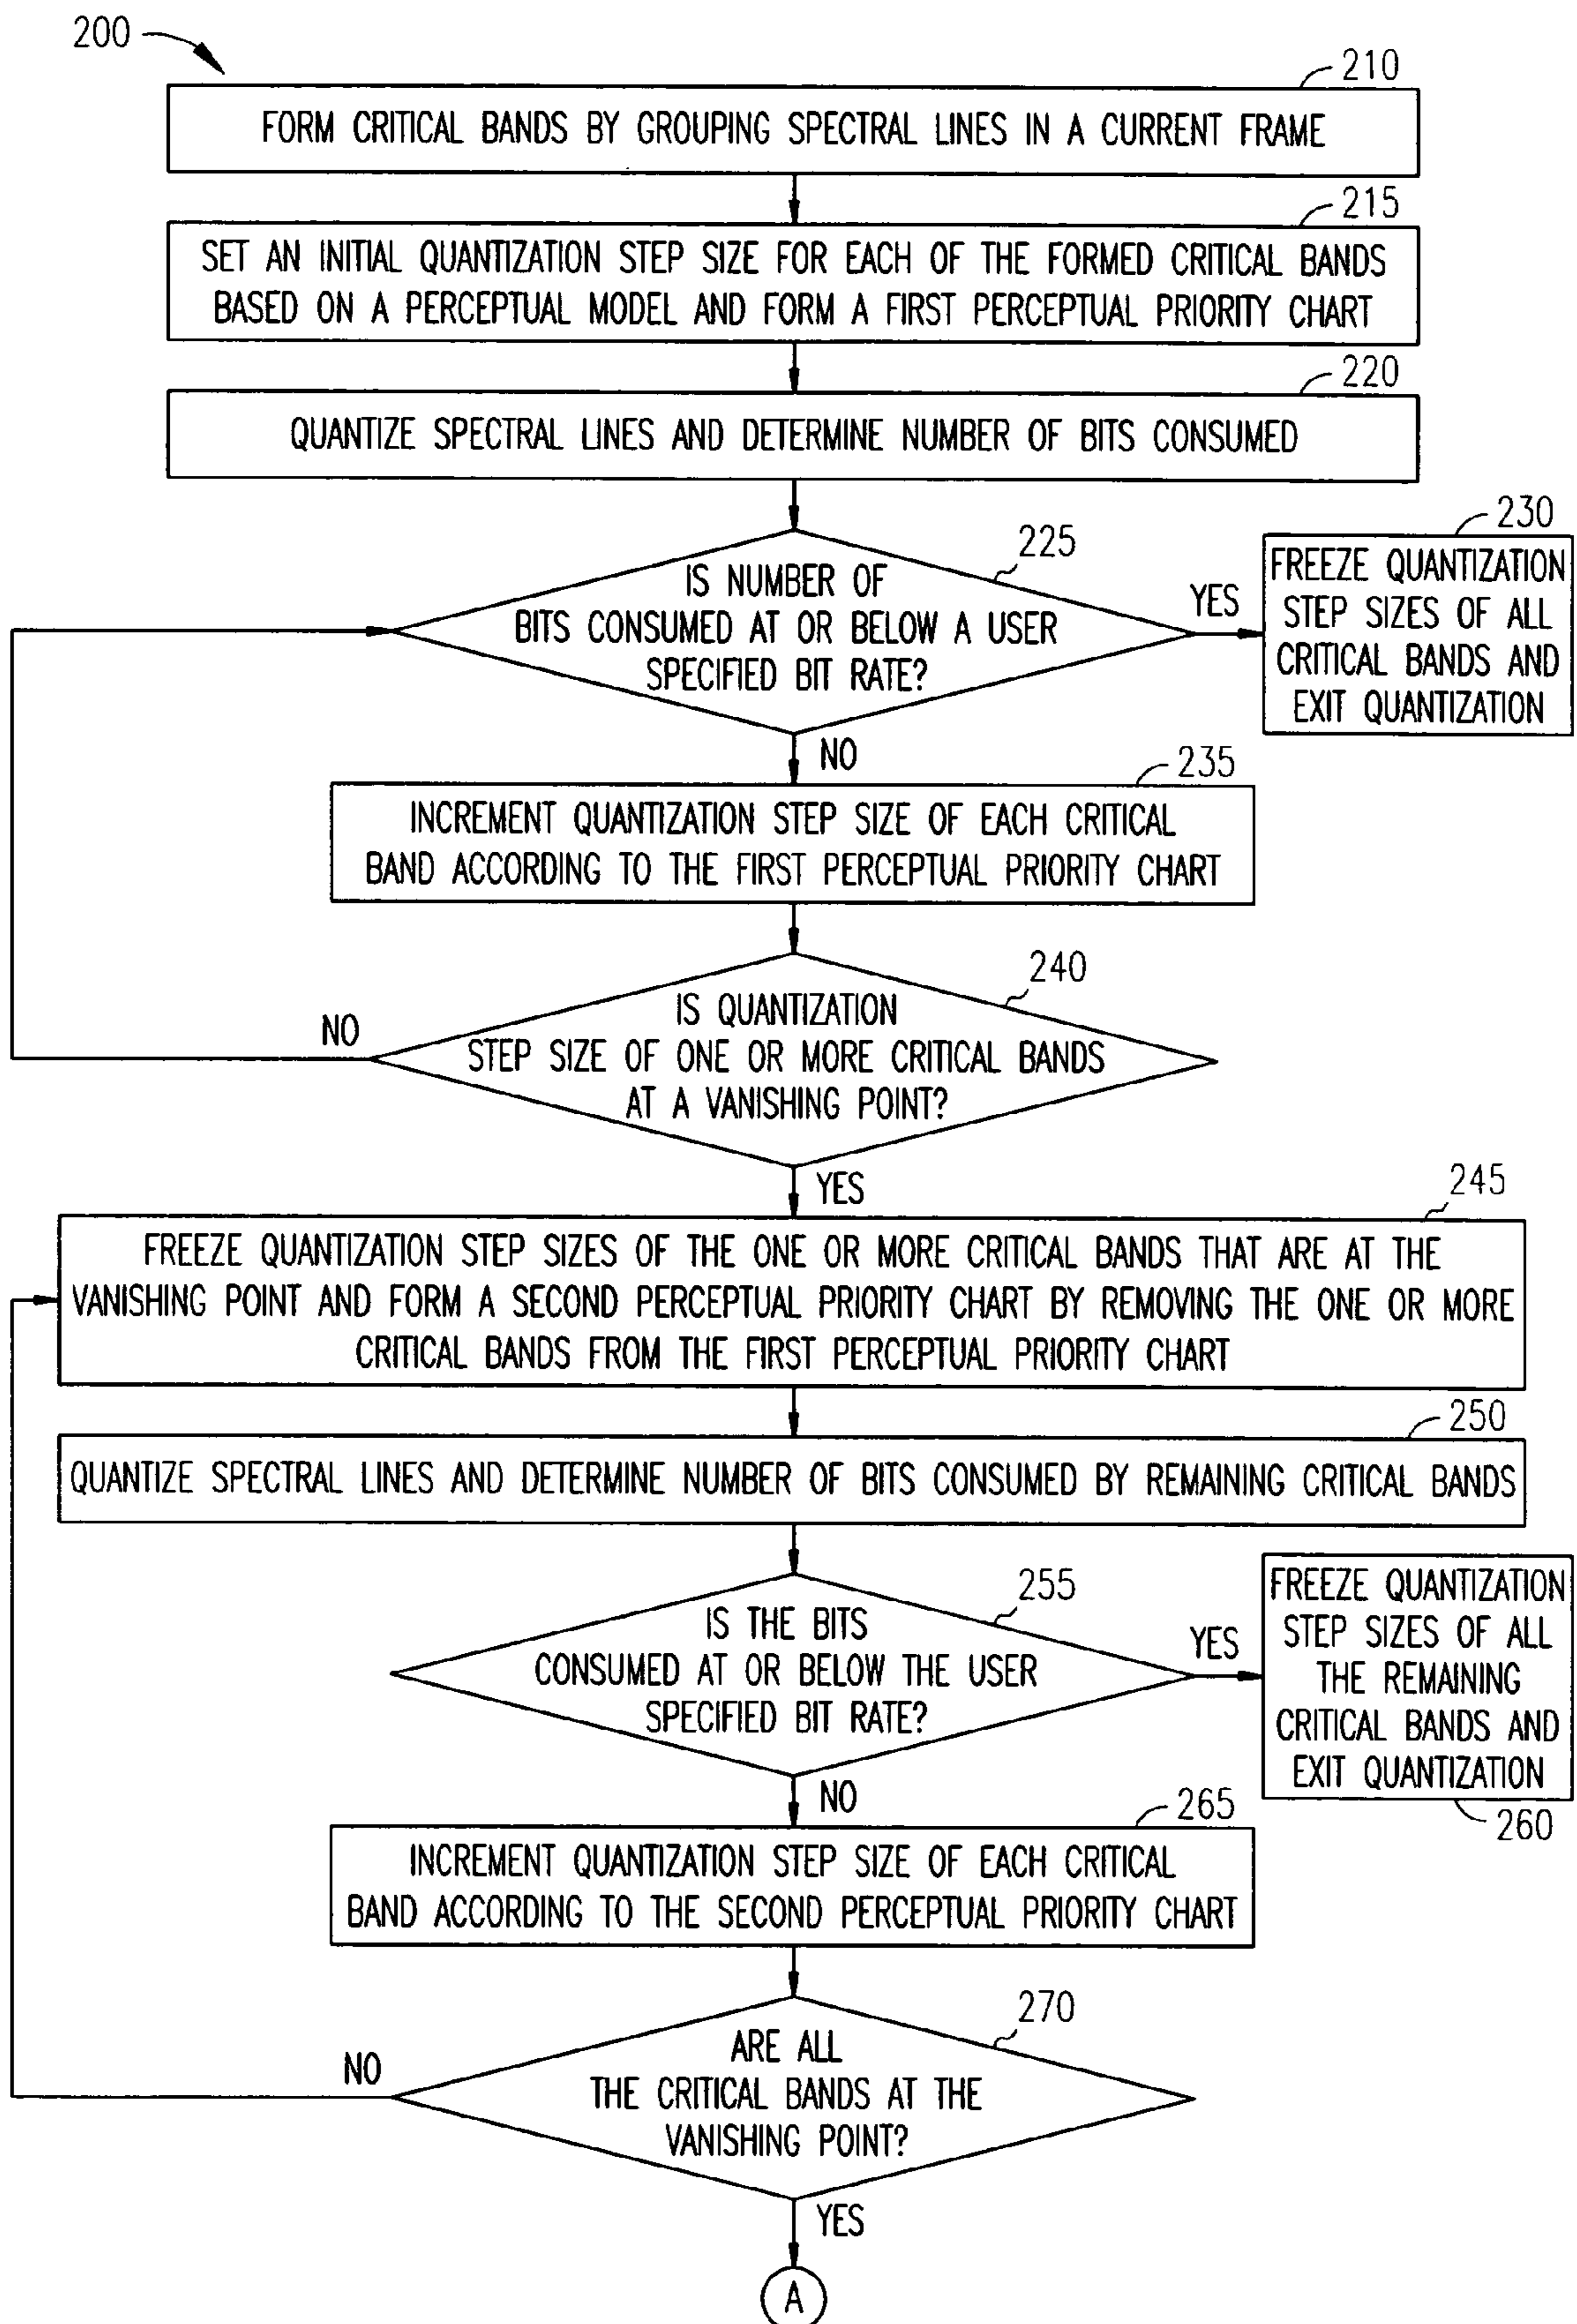 200
210
FORM CRITICAL BANDS BY GROUPING SPECTRAL LINES IN A CURRENT FRAME
215
SET AN INITIAL QUANTIZATION STEP SIZE FOR EACH OF THE FORMED CRITICAL BANDS
BASED ON A PERCEPTUAL MODEL AND FORM A FIRST PERCEPTUAL PRIORITY CHART
220
QUANTIZE SPECTRAL LINES AND DETERMINE NUMBER OF BITS CONSUMED
225
IS NUMBER OF
BITS CONSUMED AT OR BELOW A USER
SPECIFIED BIT RATE?
YES
230
FREEZE QUANTIZATION
STEP SIZES OF ALL
CRITICAL BANDS AND
EXIT QUANTIZATION
NO
235
INCREMENT QUANTIZATION STEP SIZE OF EACH CRITICAL
BAND ACCORDING TO THE FIRST PERCEPTUAL PRIORITY CHART
240
IS QUANTIZATION
STEP SIZE OF ONE OR MORE CRITICAL BANDS
AT A VANISHING POINT?
NO
YES
245
FREEZE QUANTIZATION STEP SIZES OF THE ONE OR MORE CRITICAL BANDS THAT ARE AT THE
VANISHING POINT AND FORM A SECOND PERCEPTUAL PRIORITY CHART BY REMOVING THE ONE OR MORE
CRITICAL BANDS FROM THE FIRST PERCEPTUAL PRIORITY CHART
250
QUANTIZE SPECTRAL LINES AND DETERMINE NUMBER OF BITS CONSUMED BY REMAINING CRITICAL BANDS
255
IS THE BITS
CONSUMED AT OR BELOW THE USER
SPECIFIED BIT RATE?
YES
FREEZE QUANTIZATION
STEP SIZES OF ALL
THE REMAINING
CRITICAL BANDS AND
EXIT QUANTIZATION
260
NO
265
INCREMENT QUANTIZATION STEP SIZE OF EACH CRITICAL
BAND ACCORDING TO THE SECOND PERCEPTUAL PRIORITY CHART
270
ARE ALL
THE CRITICAL BANDS AT THE
VANISHING POINT?
NO
YES
A